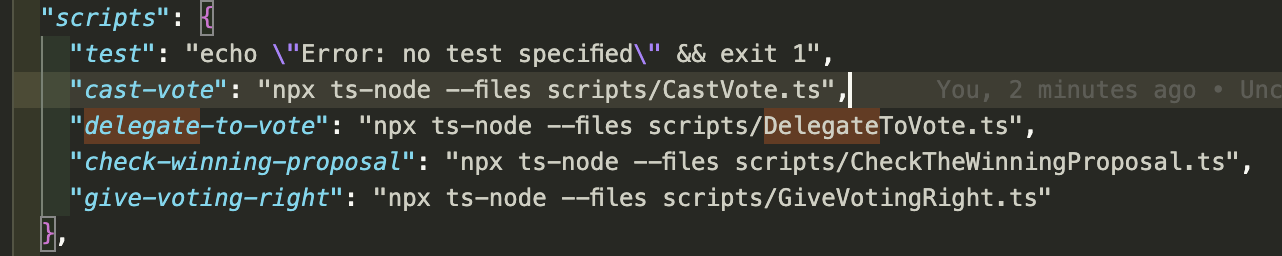 "scripts": {
"test": "echo \"Error: no test specified\" && exit 1",
"cast-vote": "npx ts-node --files scripts/CastVote.ts", You, 2 minutes ago • Unc
"delegate-to-vote": "npx ts-node --files scripts/DelegateToVote.ts",
"check-winning-proposal": "npx ts-node --files scripts/CheckTheWinningProposal.ts",
"give-voting-right": "npx ts-node --files scripts/GiveVotingRight.ts"
},